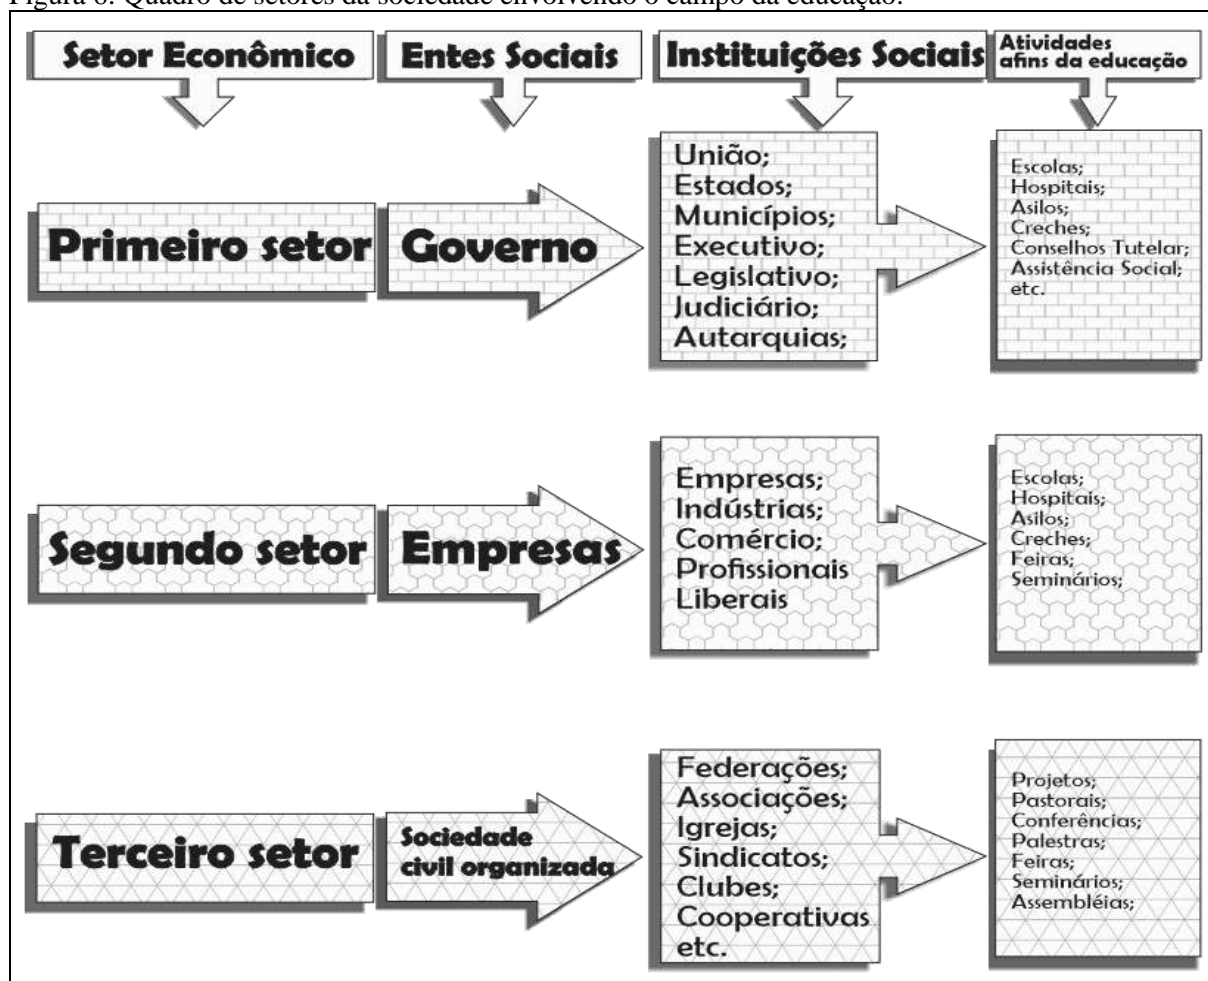 Figura 6: Quadro de setores da sociedade envolvendo o campo da educação.
Setor Econômico
Entes Sociais
Instituições Sociais
Atividades
afins da educação
Primeiro setor
Governo
União;
Estados;
Municípios;
Executivo;
Legislativo;
Judiciário;
Autarquias;
Escolas;
Hospitais;
Asilos;
Creches;
Conselhos Tutelar;
Assistência Social;
etc.
Segundo setor
Empresas
Empresas;
Indústrias;
Comércio;
Profissionais
Liberais
Escolas;
Hospitais;
Asilos;
Creches;
Feiras;
Seminários;
Terceiro setor
Sociedade
civil organizada
Federações;
Associações;
Igrejas;
Sindicatos;
Clubes;
Cooperativas
etc.
Projetos;
Pastorais;
Conferências;
Palestras;
Feiras;
Seminários;
Assembléias;